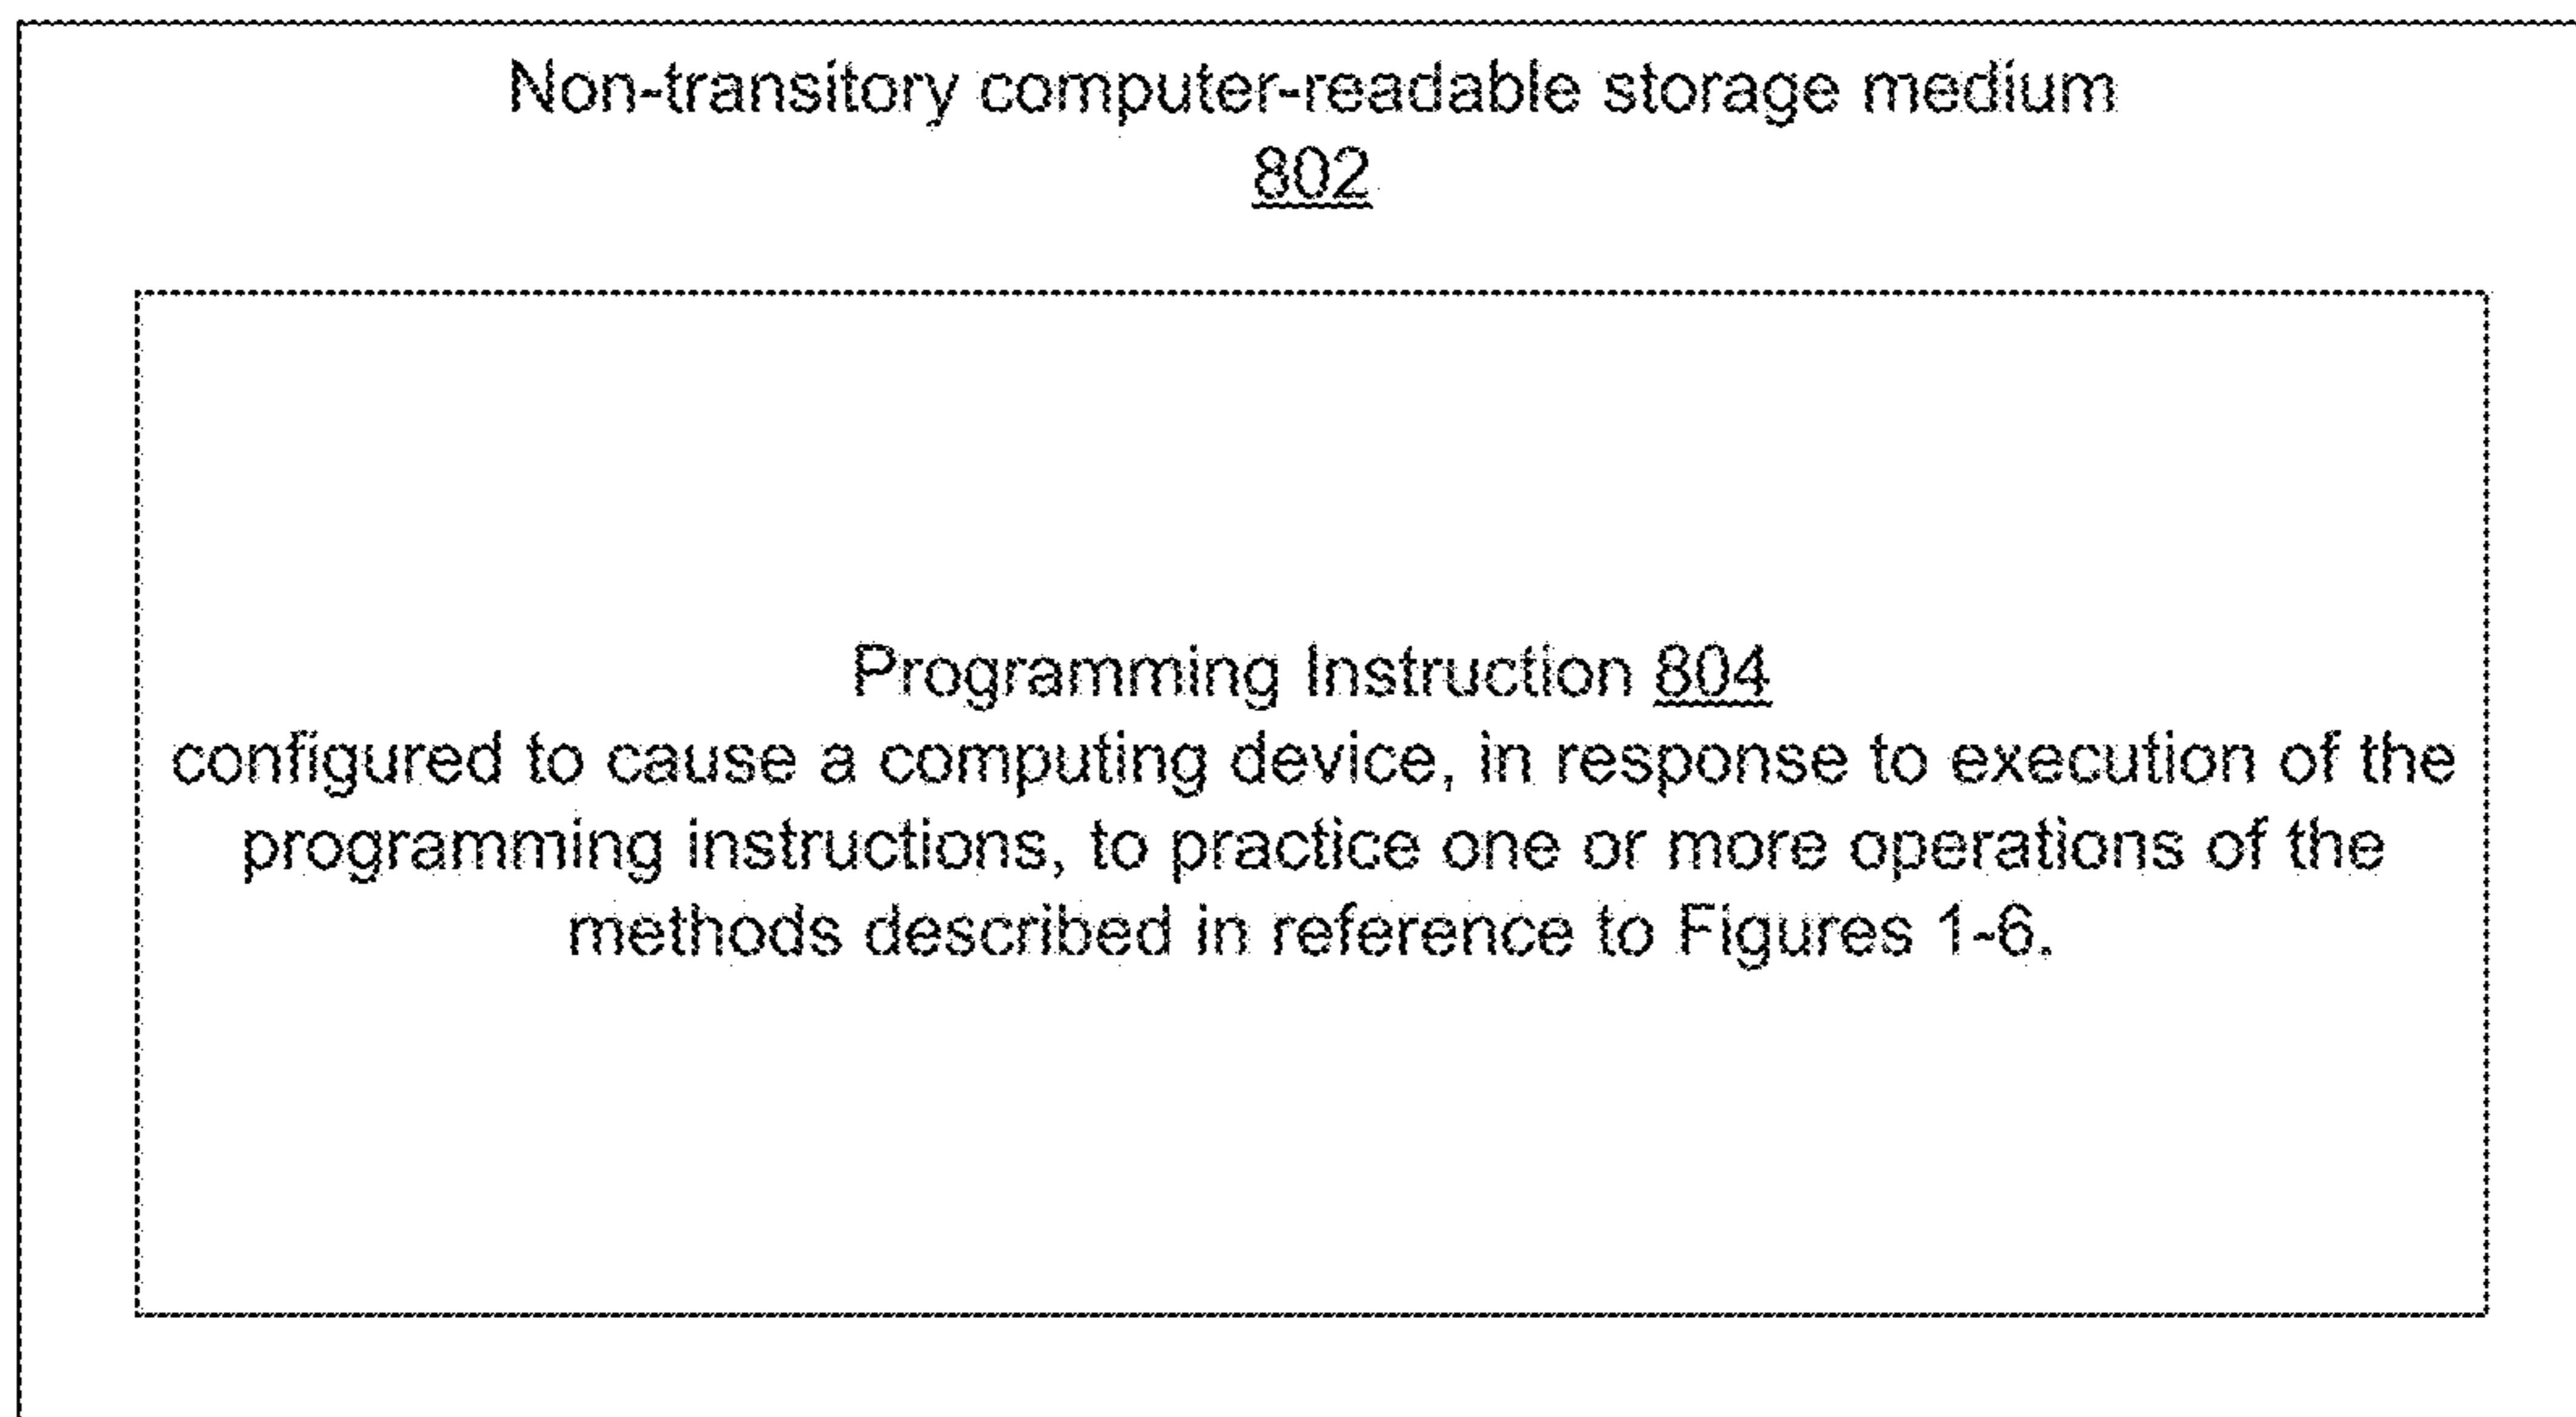 Non-transitory computer-readable storage medium
802
Programming Instruction 804
configured to cause a computing device, in response to execution of the
programming instructions, to practice one or more operations of the
methods described in reference to Figures 1-6.